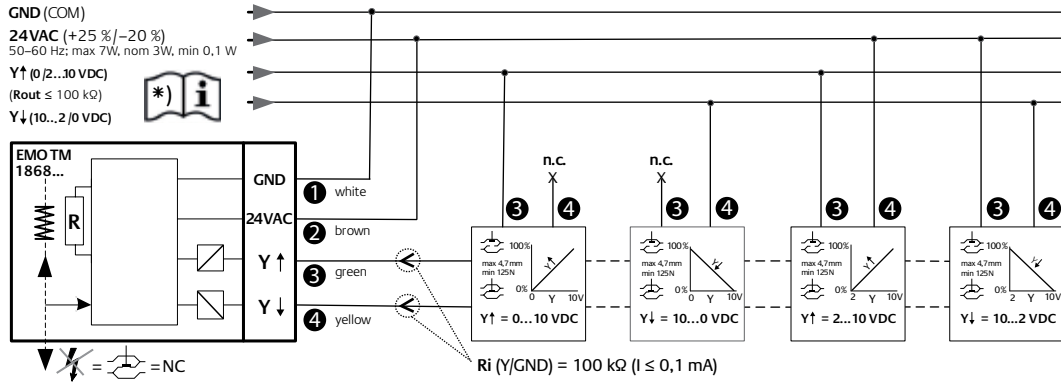 GND (COM)
24VAC (+25 %/–20 %)
50–60 Hz; max 7W, nom 3W, min 0,1 W
Y↑ (0/2...10 VDC)
(Rout ≤ 100 kΩ)
Y↓ (10...2/0 VDC)
*) i
EMO TM
1868...
R
GND
24VAC
Y ↑
Y ↓
1 white
2 brown
3 green
4 yellow
= = NC
n.c.
X
3 4
100%
max 4,7mm
min 125N
0%
Y↑
0 Y 10V
Y↑ = 0...10 VDC
n.c.
X
3 4
100%
max 4,7mm
min 125N
0%
Y↓
0 Y 10V
Y↓ = 10...0 VDC
3 4
100%
max 4,7mm
min 125N
0%
Y↑
2 Y 10V
Y↑ = 2...10 VDC
3 4
100%
max 4,7mm
min 125N
0%
Y↓
2 Y 10V
Y↓ = 10...2 VDC
Ri (Y/GND) = 100 kΩ (I ≤ 0,1 mA)